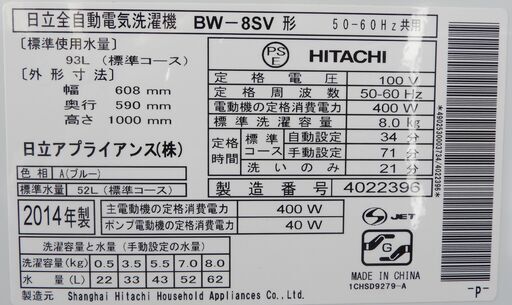 日立全自動電気洗濯機 BW-8SV 形 50-60Hz共用
[標準使用水量]
93L (標準コース)
[外形寸法]
幅 608 mm
奥行 590 mm
高さ 1000 mm
日立アプライアンス(株)
色相 A(ブルー)
標準水量 52L (標準コース)
PSE HITACHI
定格電圧 100 V
定格周波数 50-60 Hz
電動機の定格消費電力 400 W
標準洗濯容量 8.0 kg
定格時間 標準コース 自動設定 34 分
手動設定 71 分
洗いのみ 21 分
製造番号 4022396
*4902530003734/4022396*
2014年製
主電動機の定格消費電力 400 W
ポンプ電動機の定格消費電力 40 W
S JET
洗濯容量と水量 (手動設定の水量)
洗濯容量(kg) 0.5 3.5 5.5 7.0 8.0
水量 (L) 22 33 43 52 62
製造元 Shanghai Hitachi Household Appliances Co., Ltd.
G
MADE IN CHINA
1CHSD9279-A
-p-